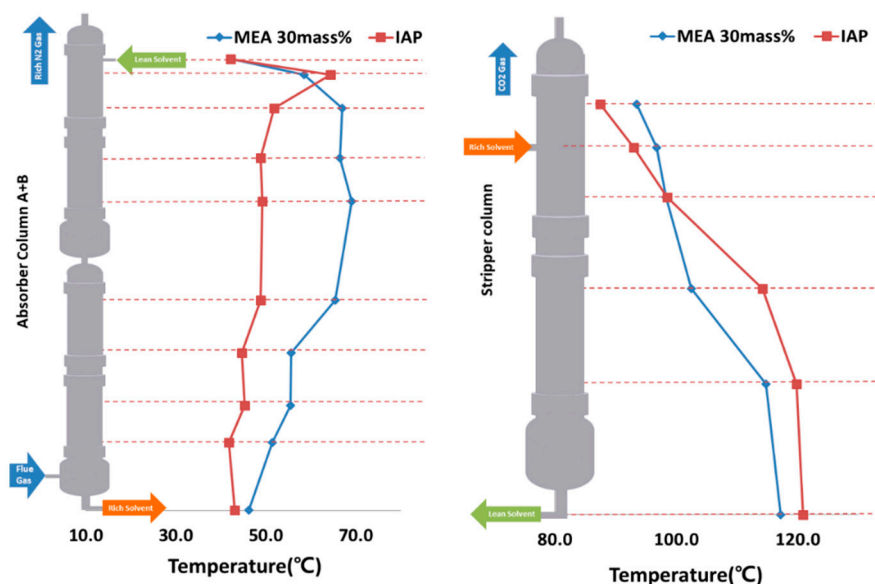 MEA 30mass% IAP
Rich N2 Gas
Lean Solvent
Absorber Column A+B
Flue
Gas
Rich Solvent
10.0 30.0 50.0 70.0
Temperature(℃)
MEA 30mass% IAP
CO2 Gas
Rich Solvent
Stripper column
Lean Solvent
80.0 100.0 120.0
Temperature(℃)